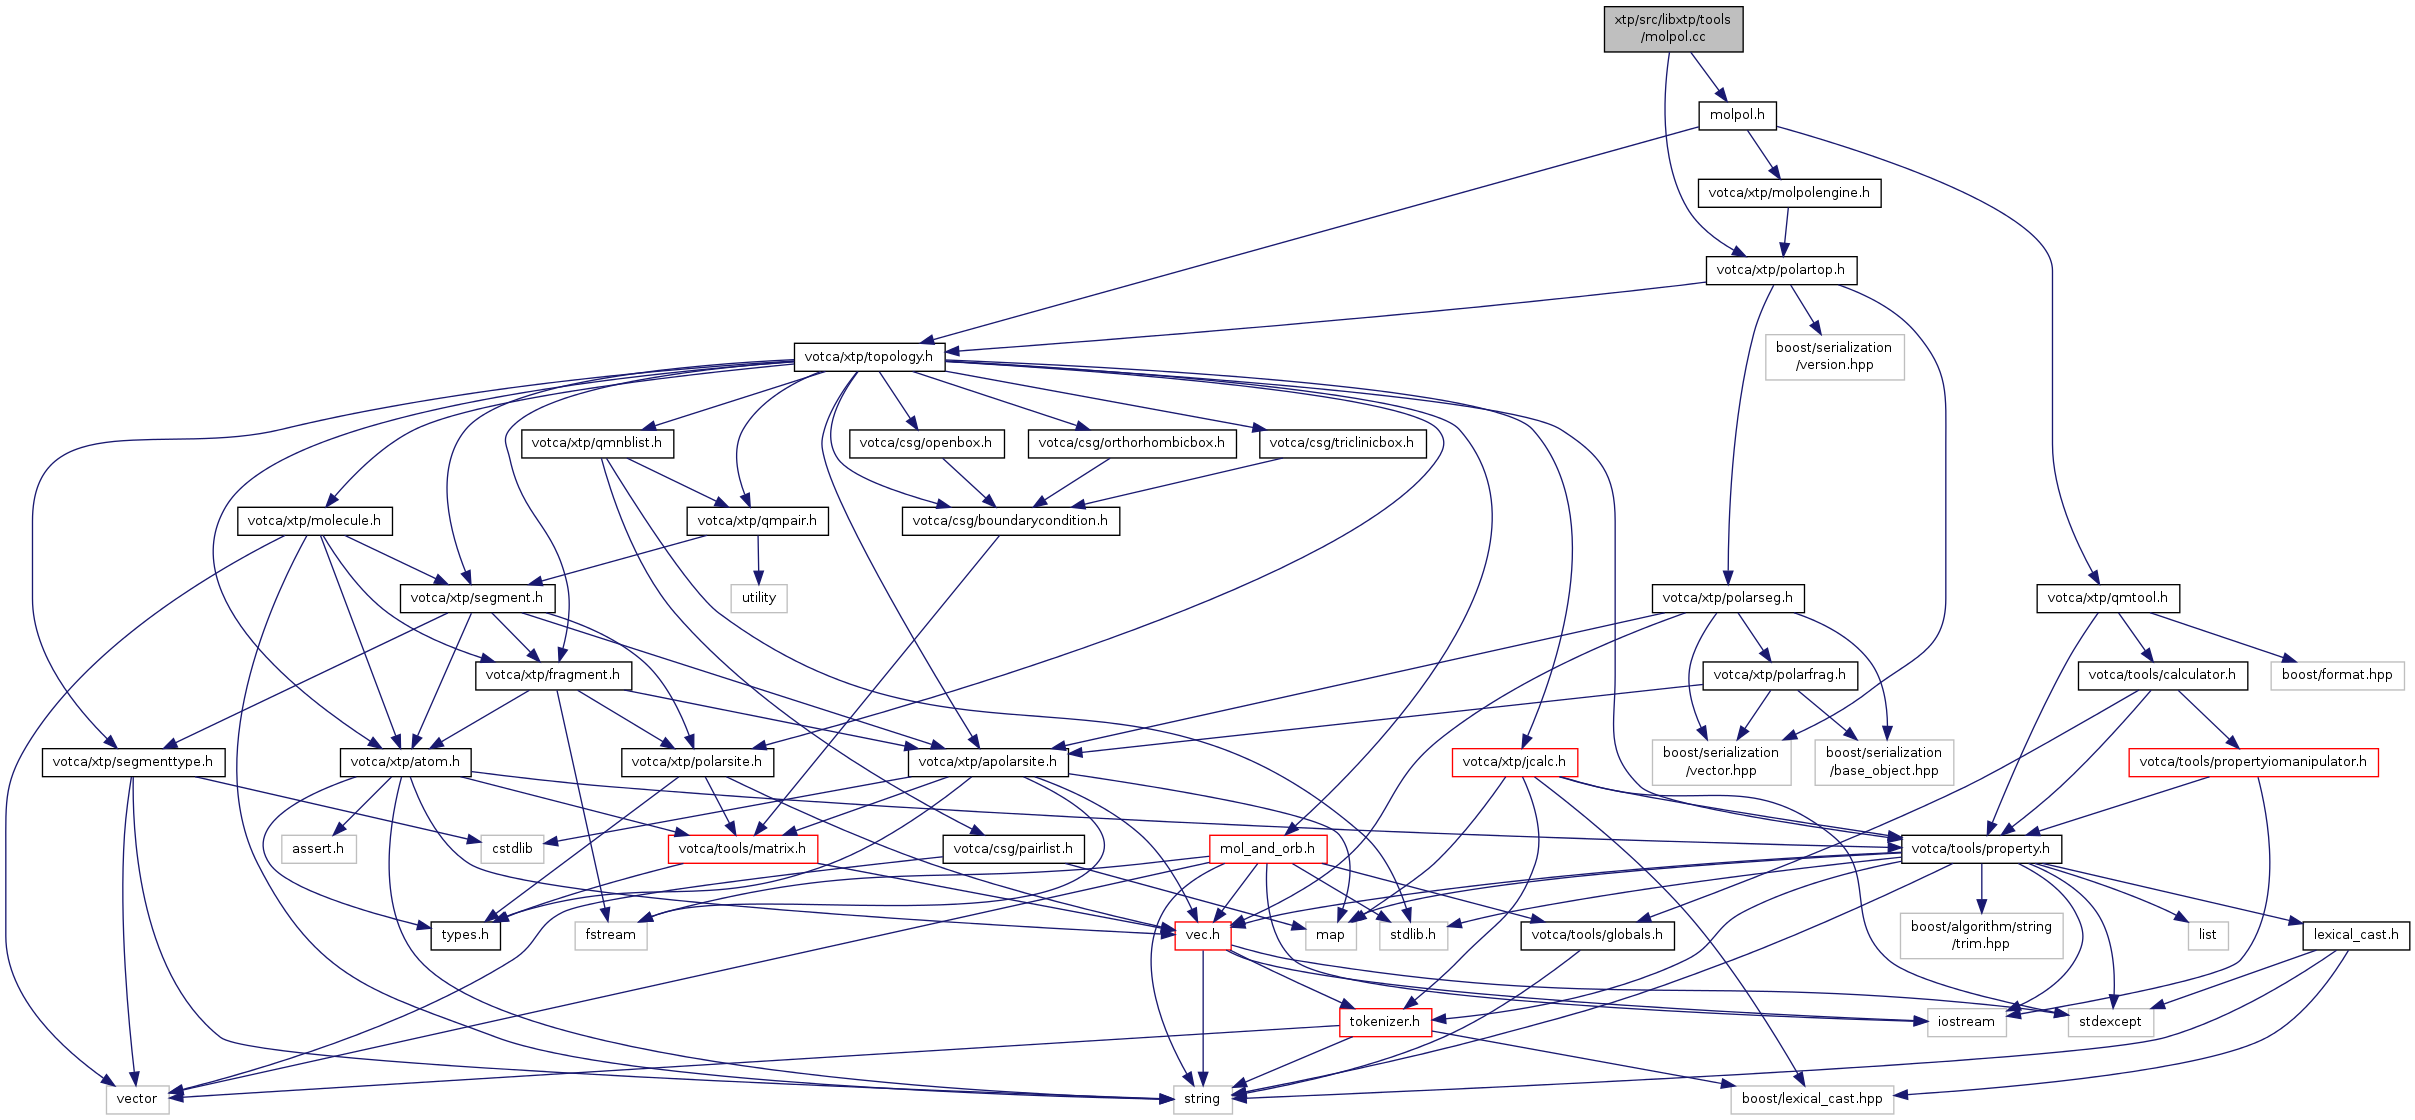 xtp/src/libxtp/tools
/molpol.cc
molpol.h
votca/xtp/molpolengine.h
votca/xtp/polartop.h
votca/xtp/topology.h
boost/serialization
/version.hpp
votca/xtp/qmnblist.h
votca/csg/openbox.h
votca/csg/orthorhombicbox.h
votca/csg/triclinicbox.h
votca/xtp/molecule.h
votca/xtp/qmpair.h
votca/csg/boundarycondition.h
votca/xtp/segment.h
utility
votca/xtp/polarseg.h
votca/xtp/qmtool.h
votca/xtp/fragment.h
votca/xtp/polarfrag.h
votca/tools/calculator.h
boost/format.hpp
votca/xtp/segmenttype.h
votca/xtp/atom.h
votca/xtp/polarsite.h
votca/xtp/apolarsite.h
votca/xtp/jcalc.h
boost/serialization
/vector.hpp
boost/serialization
/base_object.hpp
votca/tools/propertyiomanipulator.h
assert.h
cstdlib
votca/tools/matrix.h
votca/csg/pairlist.h
mol_and_orb.h
votca/tools/property.h
types.h
fstream
vec.h
map
stdlib.h
votca/tools/globals.h
boost/algorithm/string
/trim.hpp
list
lexical_cast.h
tokenizer.h
iostream
stdexcept
vector
string
boost/lexical_cast.hpp